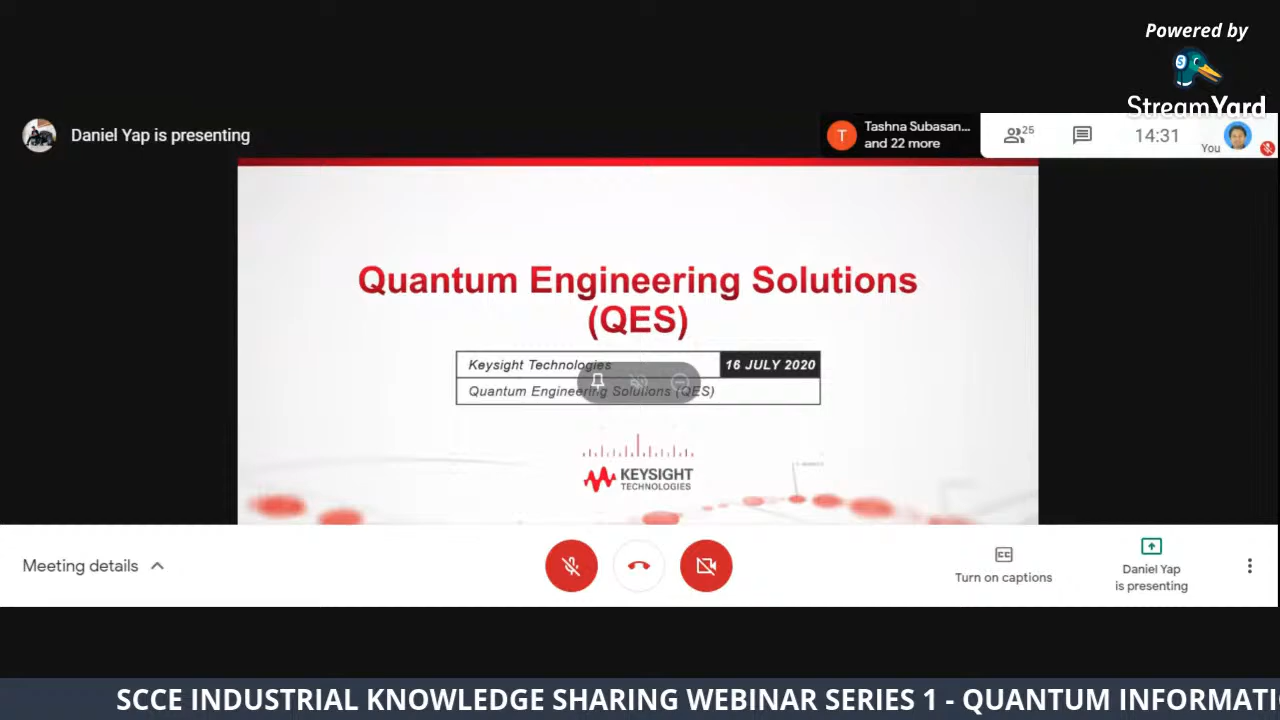 Powered by
StreamYard
Daniel Yap is presenting
T
Tashna Subasan...
and 22 more
25
14:31
You
Quantum Engineering Solutions
(QES)
Keysight Technologies
16 JULY 2020
Quantum Engineering Solutions (QES)
KEYSIGHT
TECHNOLOGIES
Meeting details
CC
Turn on captions
Daniel Yap
is presenting
SCCE INDUSTRIAL KNOWLEDGE SHARING WEBINAR SERIES 1 - QUANTUM INFORMATI